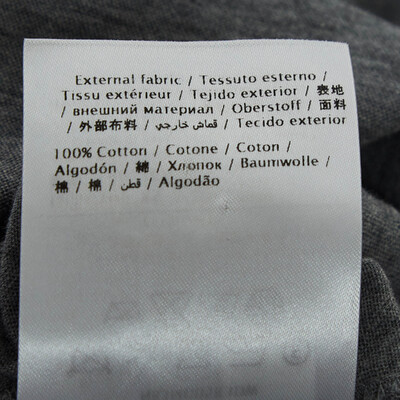 External fabric / Tessuto esterno /
Tissu extérieur / Tejido exterior / 表地
/ внешний материал / Oberstoff / 面料
/ 外部布料 / قماش خارجي / Tecido exterior
100% Cotton / Cotone / Coton /
Algodón / 綿 / Хлопок / Baumwolle /
棉 / 棉 / قطن / Algodão